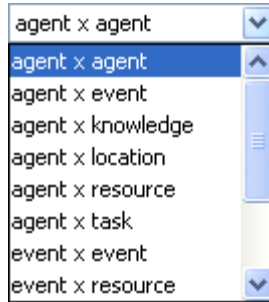 agent x agent
agent x agent
agent x event
agent x knowledge
agent x location
agent x resource
agent x task
event x event
event x resource